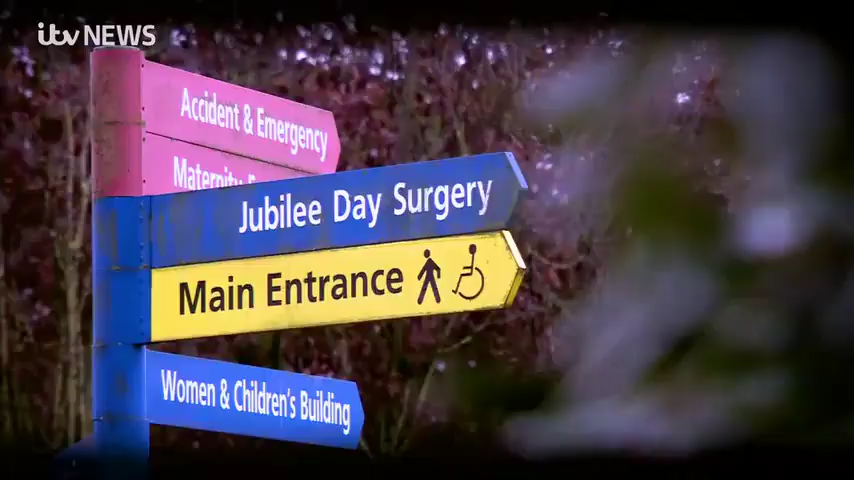 itv NEWS
Accident & Emergency
Maternity
Jubilee Day Surgery
Main Entrance
Women & Children's Building